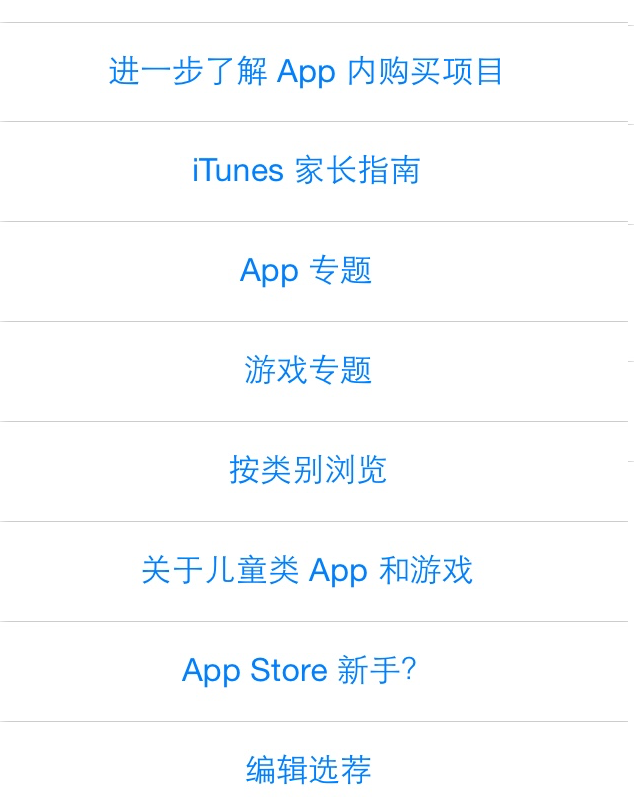 进一步了解 App 内购买项目
iTunes 家长指南
App 专题
游戏专题
按类别浏览
关于儿童类 App 和游戏
App Store 新手？
编辑选荐